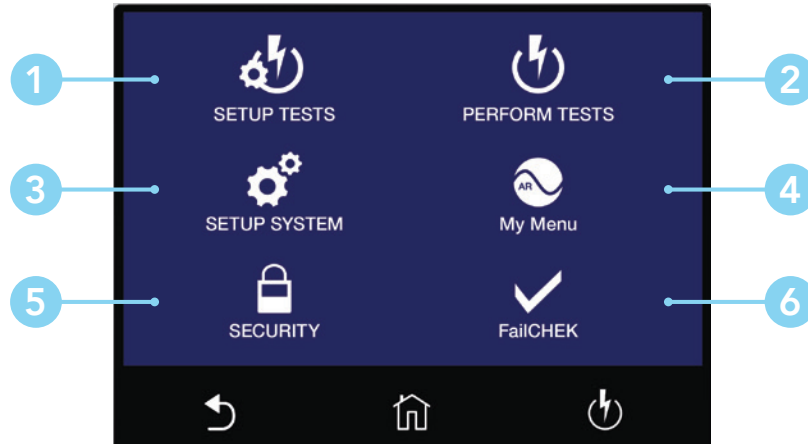 1
SETUP TESTS
2
PERFORM TESTS
3
SETUP SYSTEM
4
AR
My Menu
5
SECURITY
6
FailCHEK